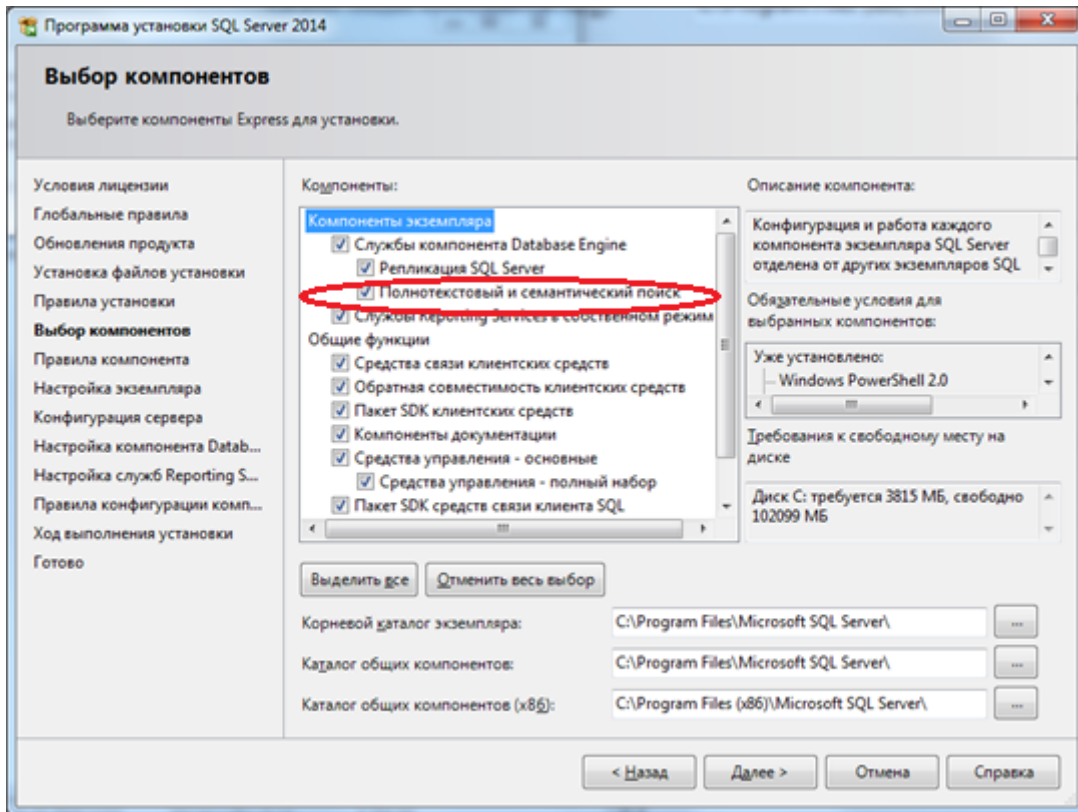 Программа установки SQL Server 2014
Выбор компонентов
Выберите компоненты Express для установки.
Условия лицензии
Глобальные правила
Обновления продукта
Установка файлов установки
Правила установки
Выбор компонентов
Правила компонента
Настройка экземпляра
Конфигурация сервера
Настройка компонента Datab...
Настройка служб Reporting S...
Правила конфигурации комп...
Ход выполнения установки
Готово
Компоненты:
Компоненты экземпляра
Службы компонента Database Engine
Репликация SQL Server
Полнотекстовый и семантический поиск
Службы Reporting Services в собственном режим
Общие функции
Средства связи клиентских средств
Обратная совместимость клиентских средств
Пакет SDK клиентских средств
Компоненты документации
Средства управления - основные
Средства управления - полный набор
Пакет SDK средств связи клиента SQL
Описание компонента:
Конфигурация и работа каждого
компонента экземпляра SQL Server
отделена от других экземпляров SQL
Обязательные условия для
выбранных компонентов:
Уже установлено:
Windows PowerShell 2.0
Требования к свободному месту на
диске
Диск C: требуется 3815 МБ, свободно
102099 МБ
Выделить все
Отменить весь выбор
Корневой каталог экземпляра:
C:\Program Files\Microsoft SQL Server\
...
Каталог общих компонентов:
C:\Program Files\Microsoft SQL Server\
...
Каталог общих компонентов (x86):
C:\Program Files (x86)\Microsoft SQL Server\
...
< Назад
Далее >
Отмена
Справка